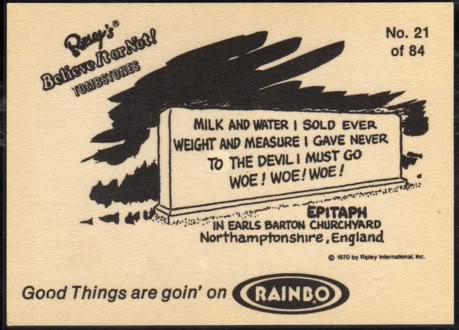 Ripley's®
Believe It or Not!
TOMBSTONES
No. 21
of 84
MILK AND WATER I SOLD EVER
WEIGHT AND MEASURE I GAVE NEVER
TO THE DEVIL I MUST GO
WOE! WOE! WOE!
EPITAPH
IN EARLS BARTON CHURCHYARD
Northamptonshire, England
© 1970 by Ripley International, Inc.
Good Things are goin' on RAINBO